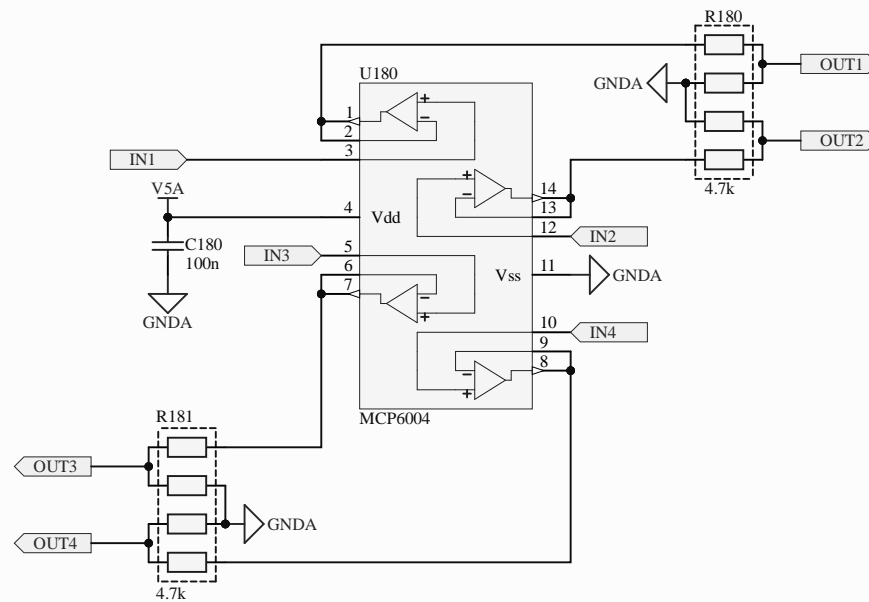 R180
OUT1
GNDA
OUT2
4.7k
U180
1
2
3
IN1
V5A
4
Vdd
C180
100n
GNDA
IN3
5
6
7
14
13
12
IN2
Vss
11
GNDA
10
IN4
9
8
MCP6004
R181
OUT3
GNDA
OUT4
4.7k